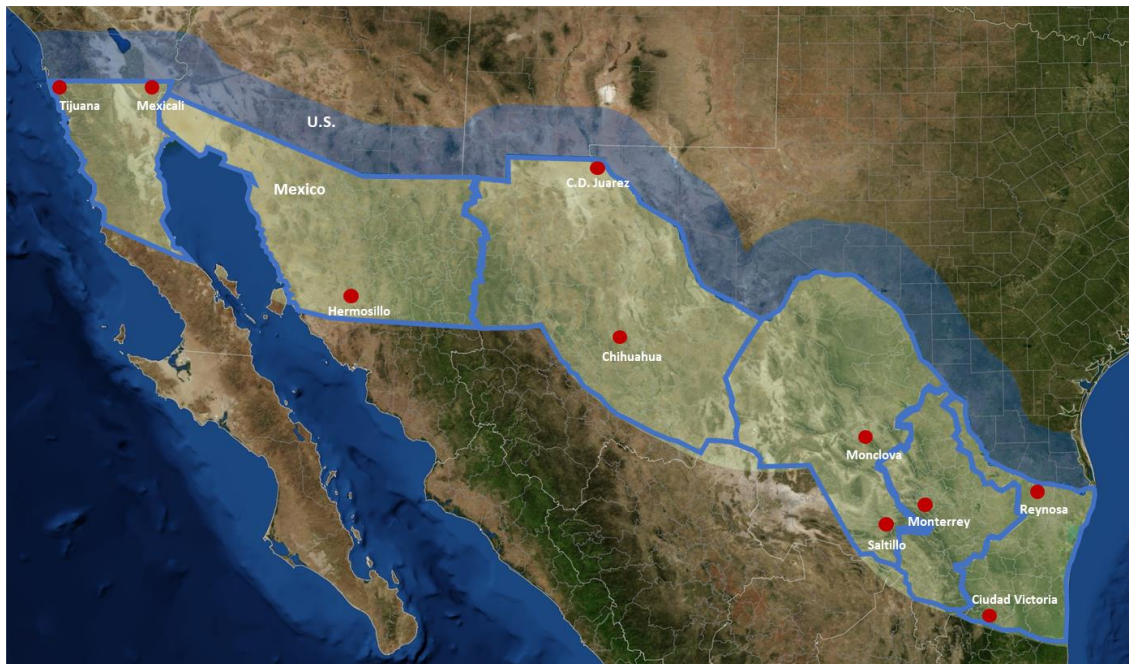 Tijuana
Mexicali
U.S.
Mexico
C.D. Juarez
Hermosillo
Chihuahua
Monclova
Monterrey
Reynosa
Saltillo
Ciudad Victoria